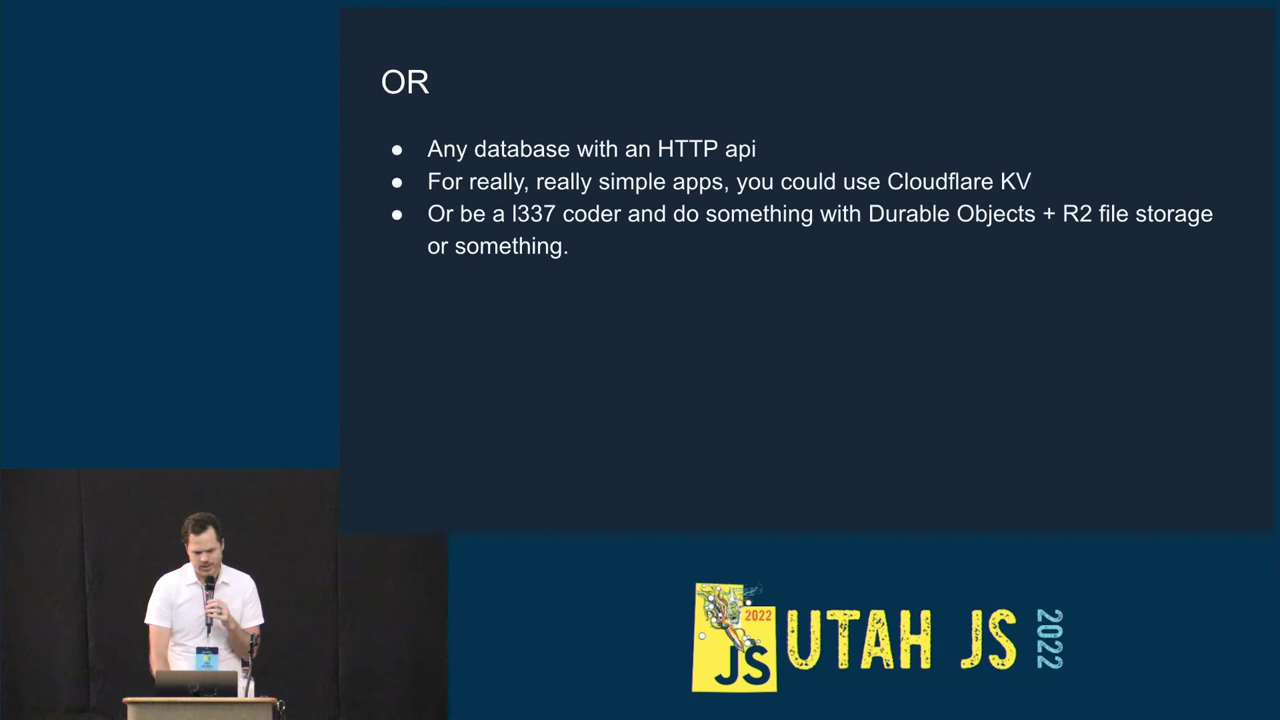 OR
● Any database with an HTTP api
● For really, really simple apps, you could use Cloudflare KV
● Or be a l337 coder and do something with Durable Objects + R2 file storage
or something.
2022
JS
UTAH JS 2022